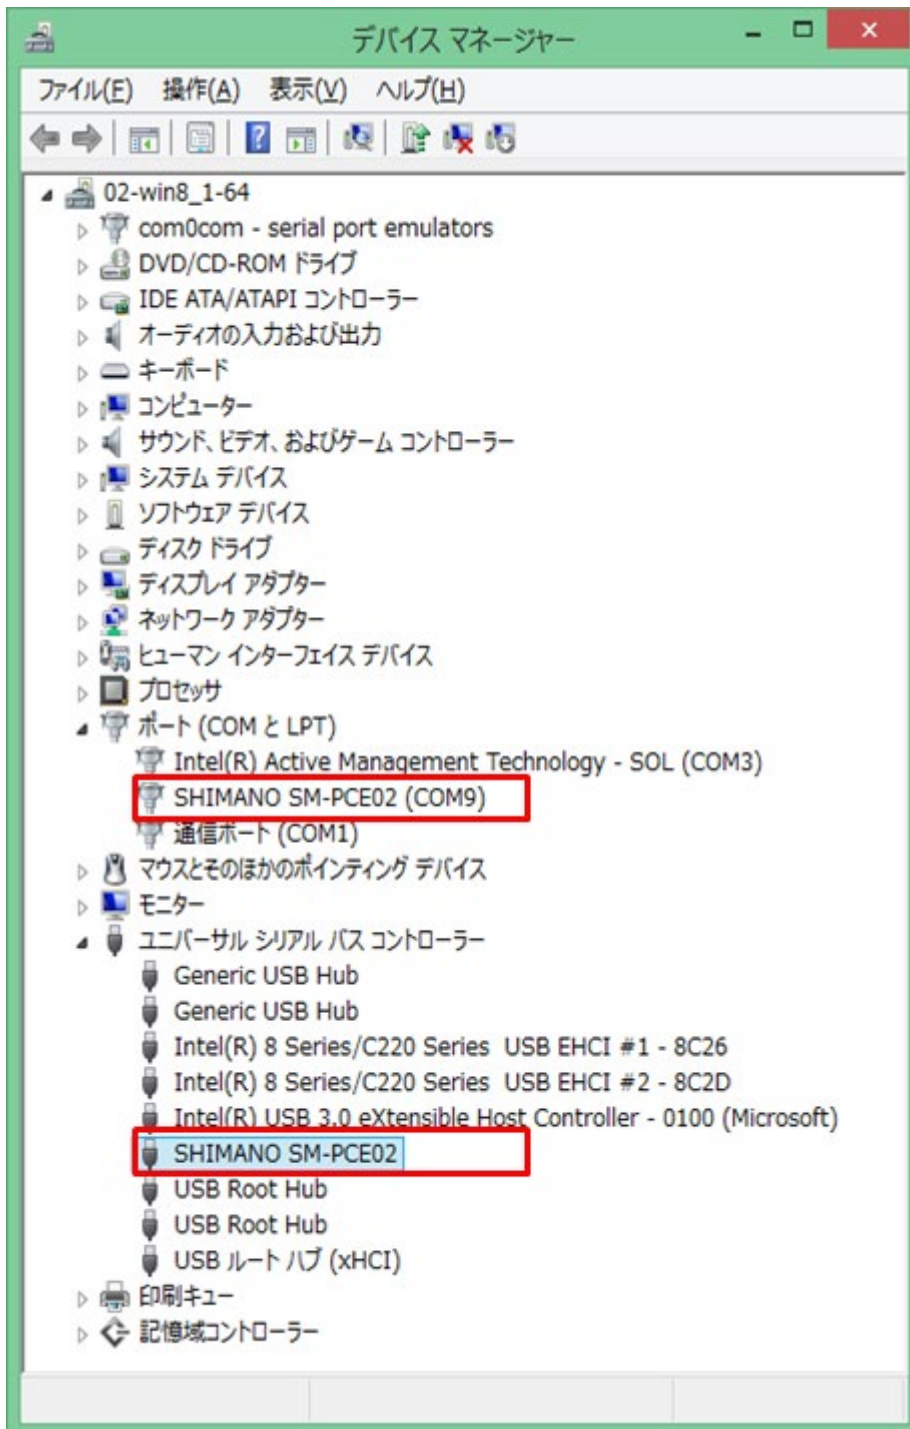 デバイス マネージャー
ファイル(F) 操作(A) 表示(V) ヘルプ(H)
02-win8_1-64
com0com - serial port emulators
DVD/CD-ROM ドライブ
IDE ATA/ATAPI コントローラー
オーディオの入力および出力
キーボード
コンピューター
サウンド、ビデオ、およびゲーム コントローラー
システム デバイス
ソフトウェア デバイス
ディスク ドライブ
ディスプレイ アダプター
ネットワーク アダプター
ヒューマン インターフェイス デバイス
プロセッサ
ポート (COM と LPT)
Intel(R) Active Management Technology - SOL (COM3)
SHIMANO SM-PCE02 (COM9)
通信ポート (COM1)
マウスとそのほかのポインティング デバイス
モニター
ユニバーサル シリアル バス コントローラー
Generic USB Hub
Generic USB Hub
Intel(R) 8 Series/C220 Series  USB EHCI #1 - 8C26
Intel(R) 8 Series/C220 Series  USB EHCI #2 - 8C2D
Intel(R) USB 3.0 eXtensible Host Controller - 0100 (Microsoft)
SHIMANO SM-PCE02
USB Root Hub
USB Root Hub
USB ルート ハブ (xHCI)
印刷キュー
記憶域コントローラー